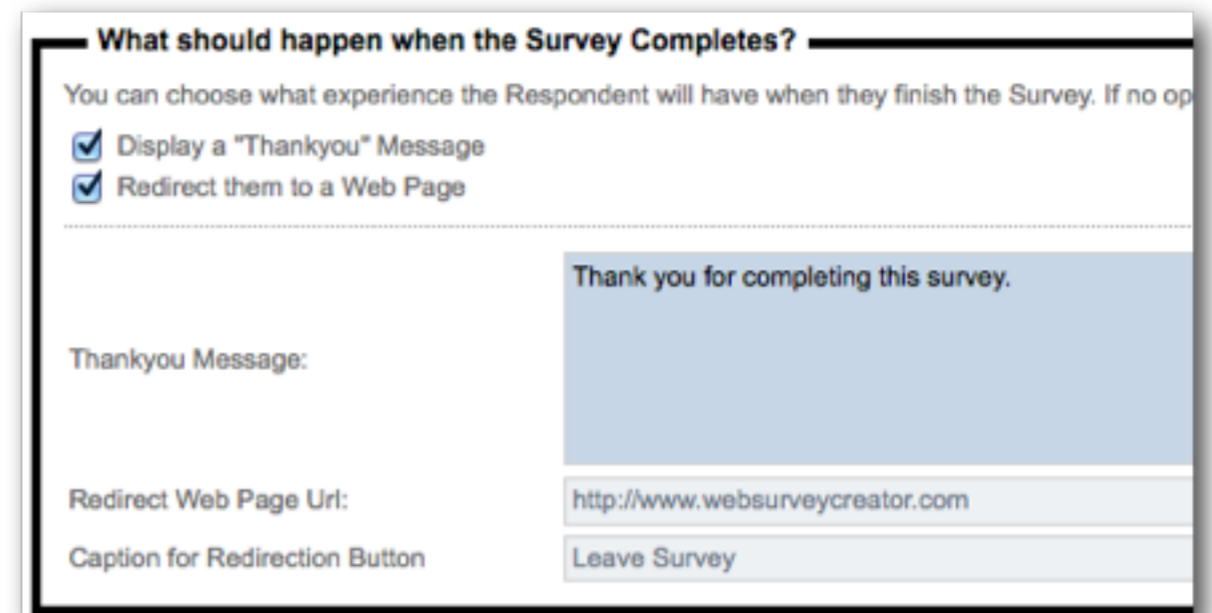 What should happen when the Survey Completes?
You can choose what experience the Respondent will have when they finish the Survey. If no op
Display a "Thankyou" Message
Redirect them to a Web Page
Thank you for completing this survey.
Thankyou Message:
Redirect Web Page Url: http://www.websurveycreator.com
Caption for Redirection Button Leave Survey